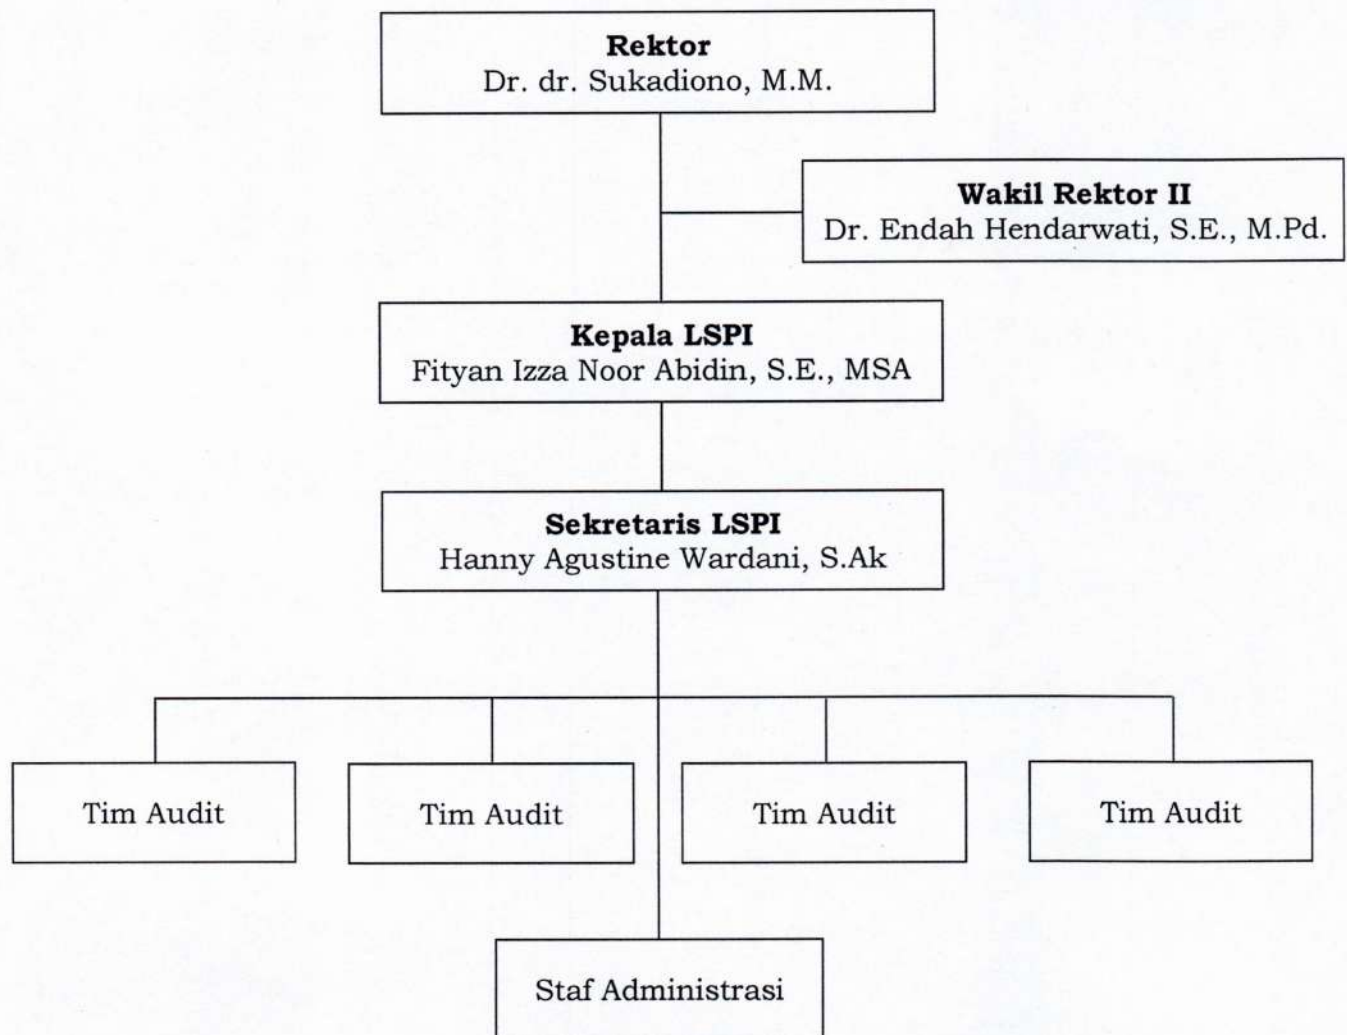 Rektor
Dr. dr. Sukadiono, M.M.
Wakil Rektor II
Dr. Endah Hendarwati, S.E., M.Pd.
Kepala LSPI
Fityan Izza Noor Abidin, S.E., MSA
Sekretaris LSPI
Hanny Agustine Wardani, S.Ak
Tim Audit
Tim Audit
Tim Audit
Tim Audit
Staf Administrasi